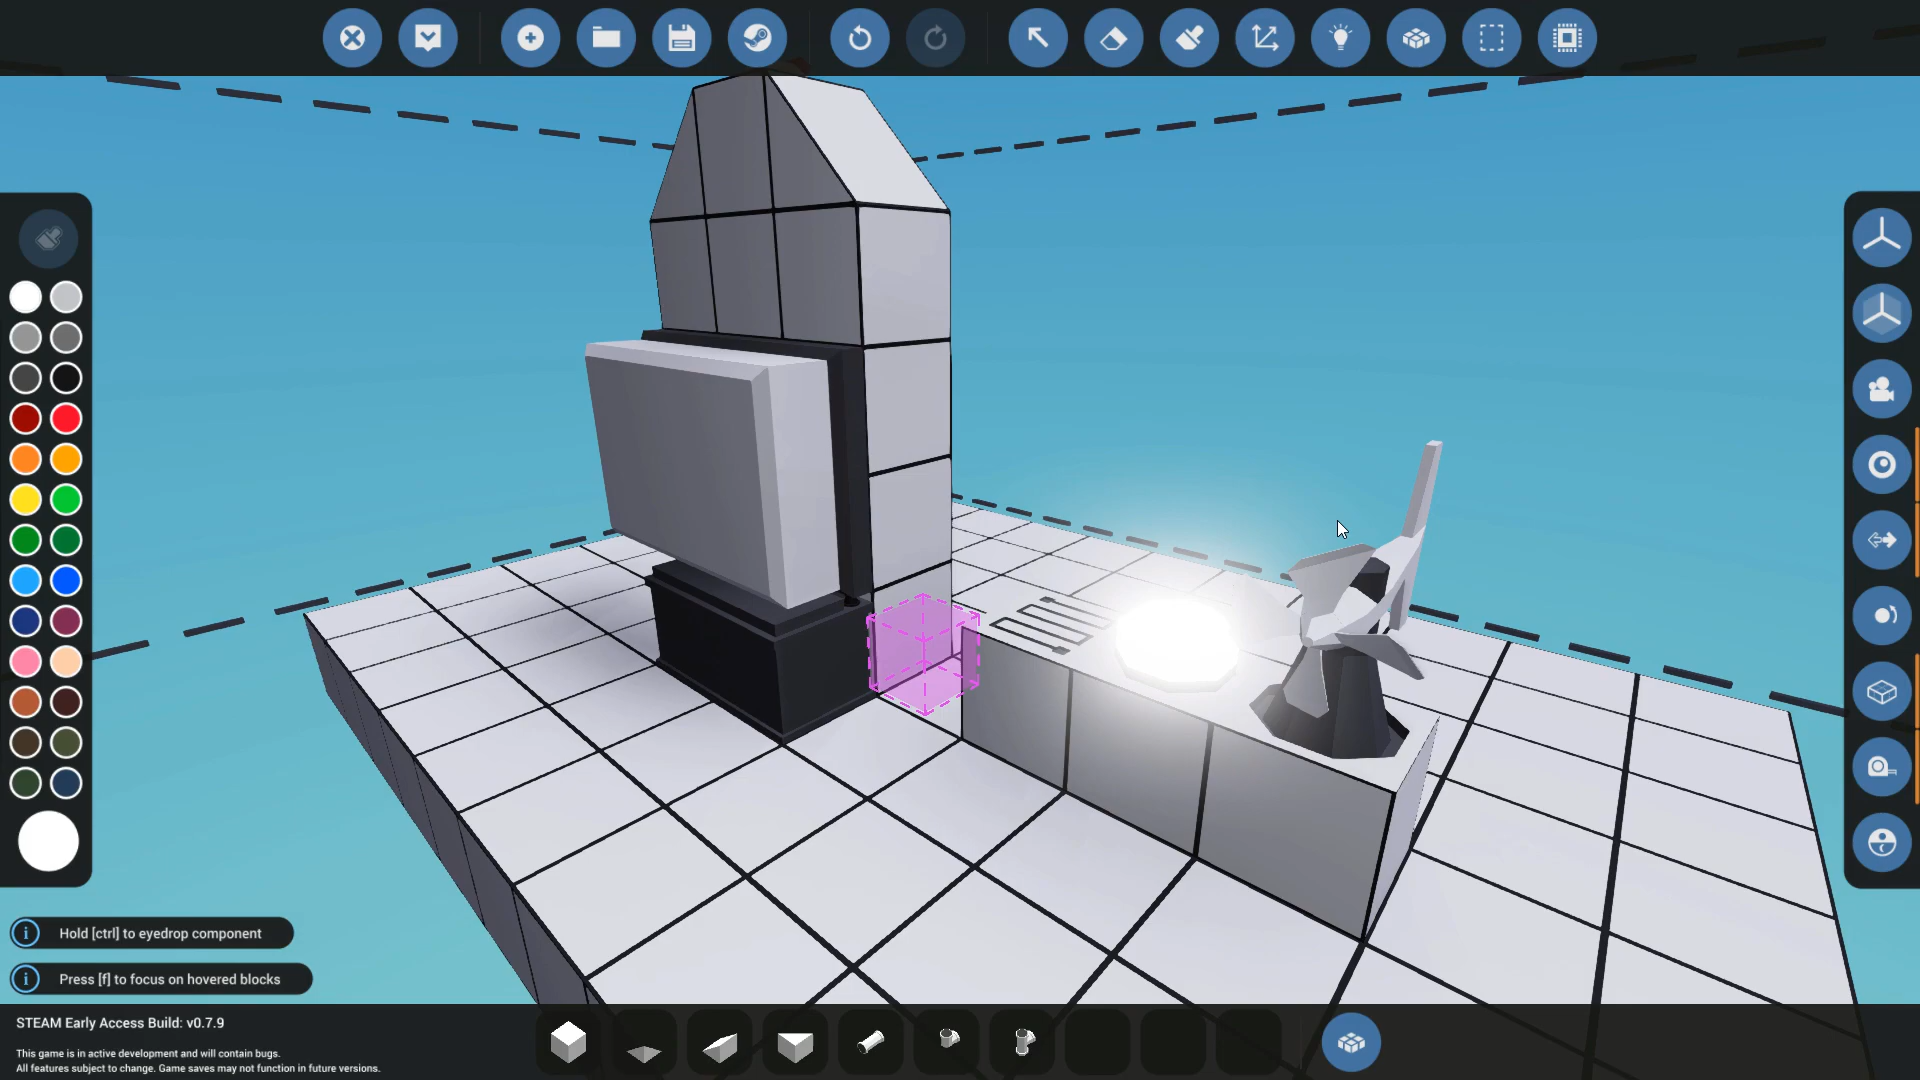 Hold [ctrl] to eyedrop component
Press [f] to focus on hovered blocks
STEAM Early Access Build: v0.7.9
This game is in active development and will contain bugs.
All features subject to change. Game saves may not function in future versions.